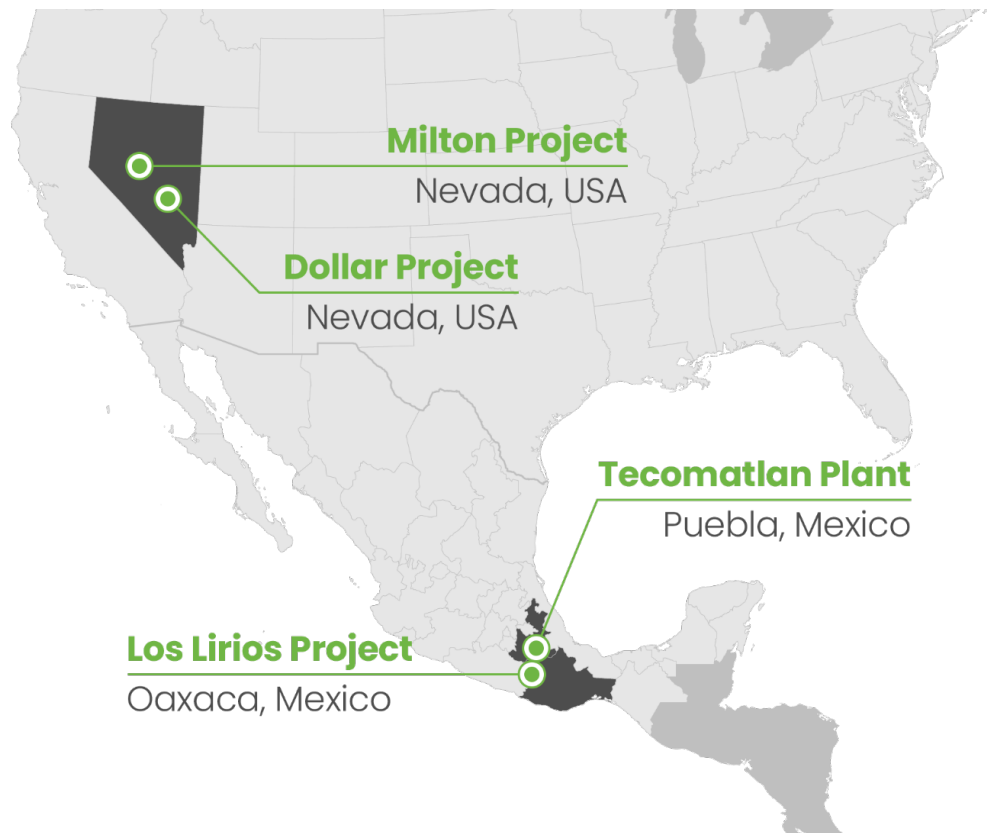 Milton Project
Nevada, USA
Dollar Project
Nevada, USA
Tecomatlan Plant
Puebla, Mexico
Los Lirios Project
Oaxaca, Mexico